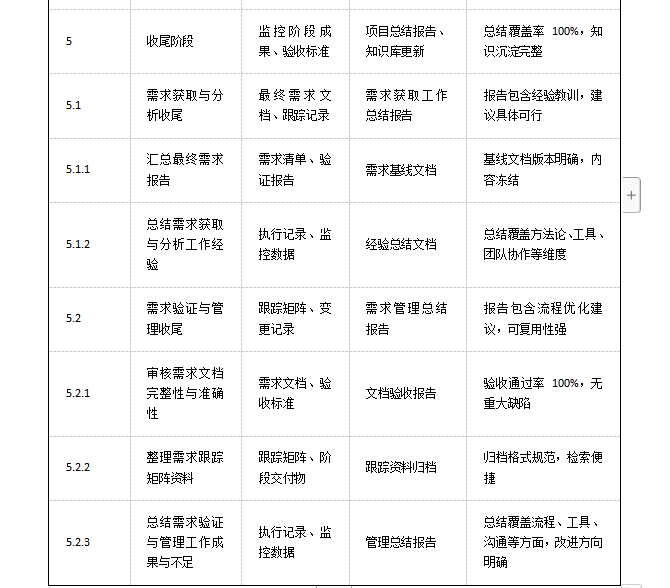 5
收尾阶段
监控阶段成
果、验收标准
项目总结报告、
知识库更新
总结覆盖率 100%，知
识沉淀完整
5.1
需求获取与分
析收尾
最终需求文
档、跟踪记录
需求获取工作
总结报告
报告包含经验教训，建
议具体可行
5.1.1
汇总最终需求
报告
需求清单、验
证报告
需求基线文档
基线文档版本明确，内
容冻结
5.1.2
总结需求获取
与分析工作经
验
执行记录、监
控数据
经验总结文档
总结覆盖方法论、工具、
团队协作等维度
5.2
需求验证与管
理收尾
跟踪矩阵、变
更记录
需求管理总结
报告
报告包含流程优化建
议，可复用性强
5.2.1
审核需求文档
完整性与准确
性
需求文档、验
收标准
文档验收报告
验收通过率 100%，无
重大缺陷
5.2.2
整理需求跟踪
矩阵资料
跟踪矩阵、阶
段交付物
跟踪资料归档
归档格式规范，检索便
捷
5.2.3
总结需求验证
与管理工作成
果与不足
执行记录、监
控数据
管理总结报告
总结覆盖流程、工具、
沟通等方面，改进方向
明确